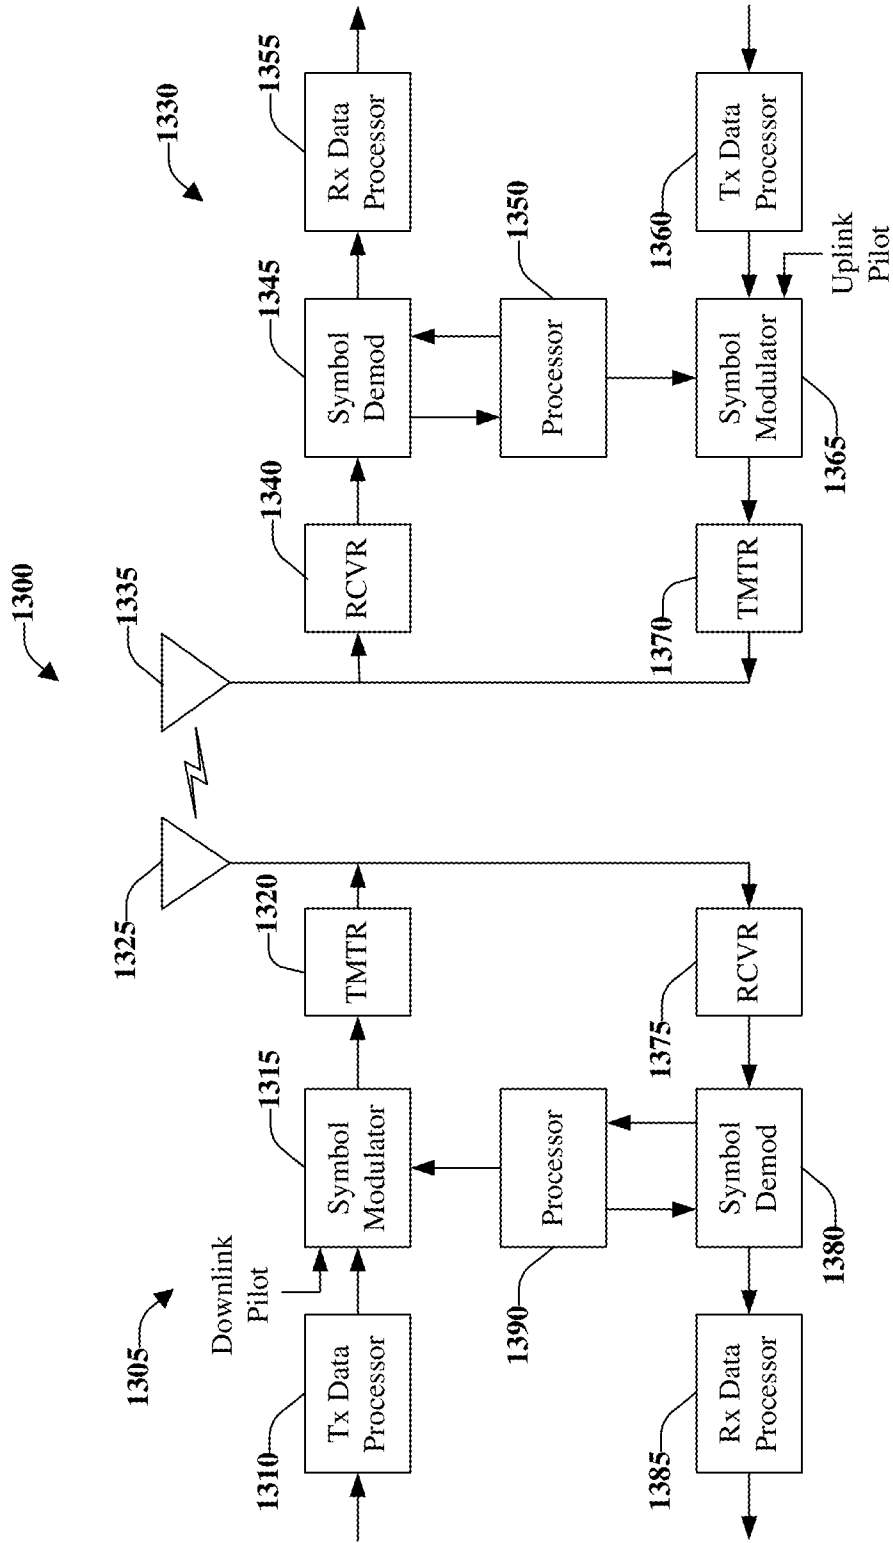 1300
1305
1330
1325
1335
Downlink
Pilot
1310
Tx Data
Processor
1315
Symbol
Modulator
1320
TMTR
1340
RCVR
1345
Symbol
Demod
1355
Rx Data
Processor
1390
Processor
1350
Processor
1385
Rx Data
Processor
1380
Symbol
Demod
1375
RCVR
1370
TMTR
1365
Symbol
Modulator
1360
Tx Data
Processor
Uplink
Pilot